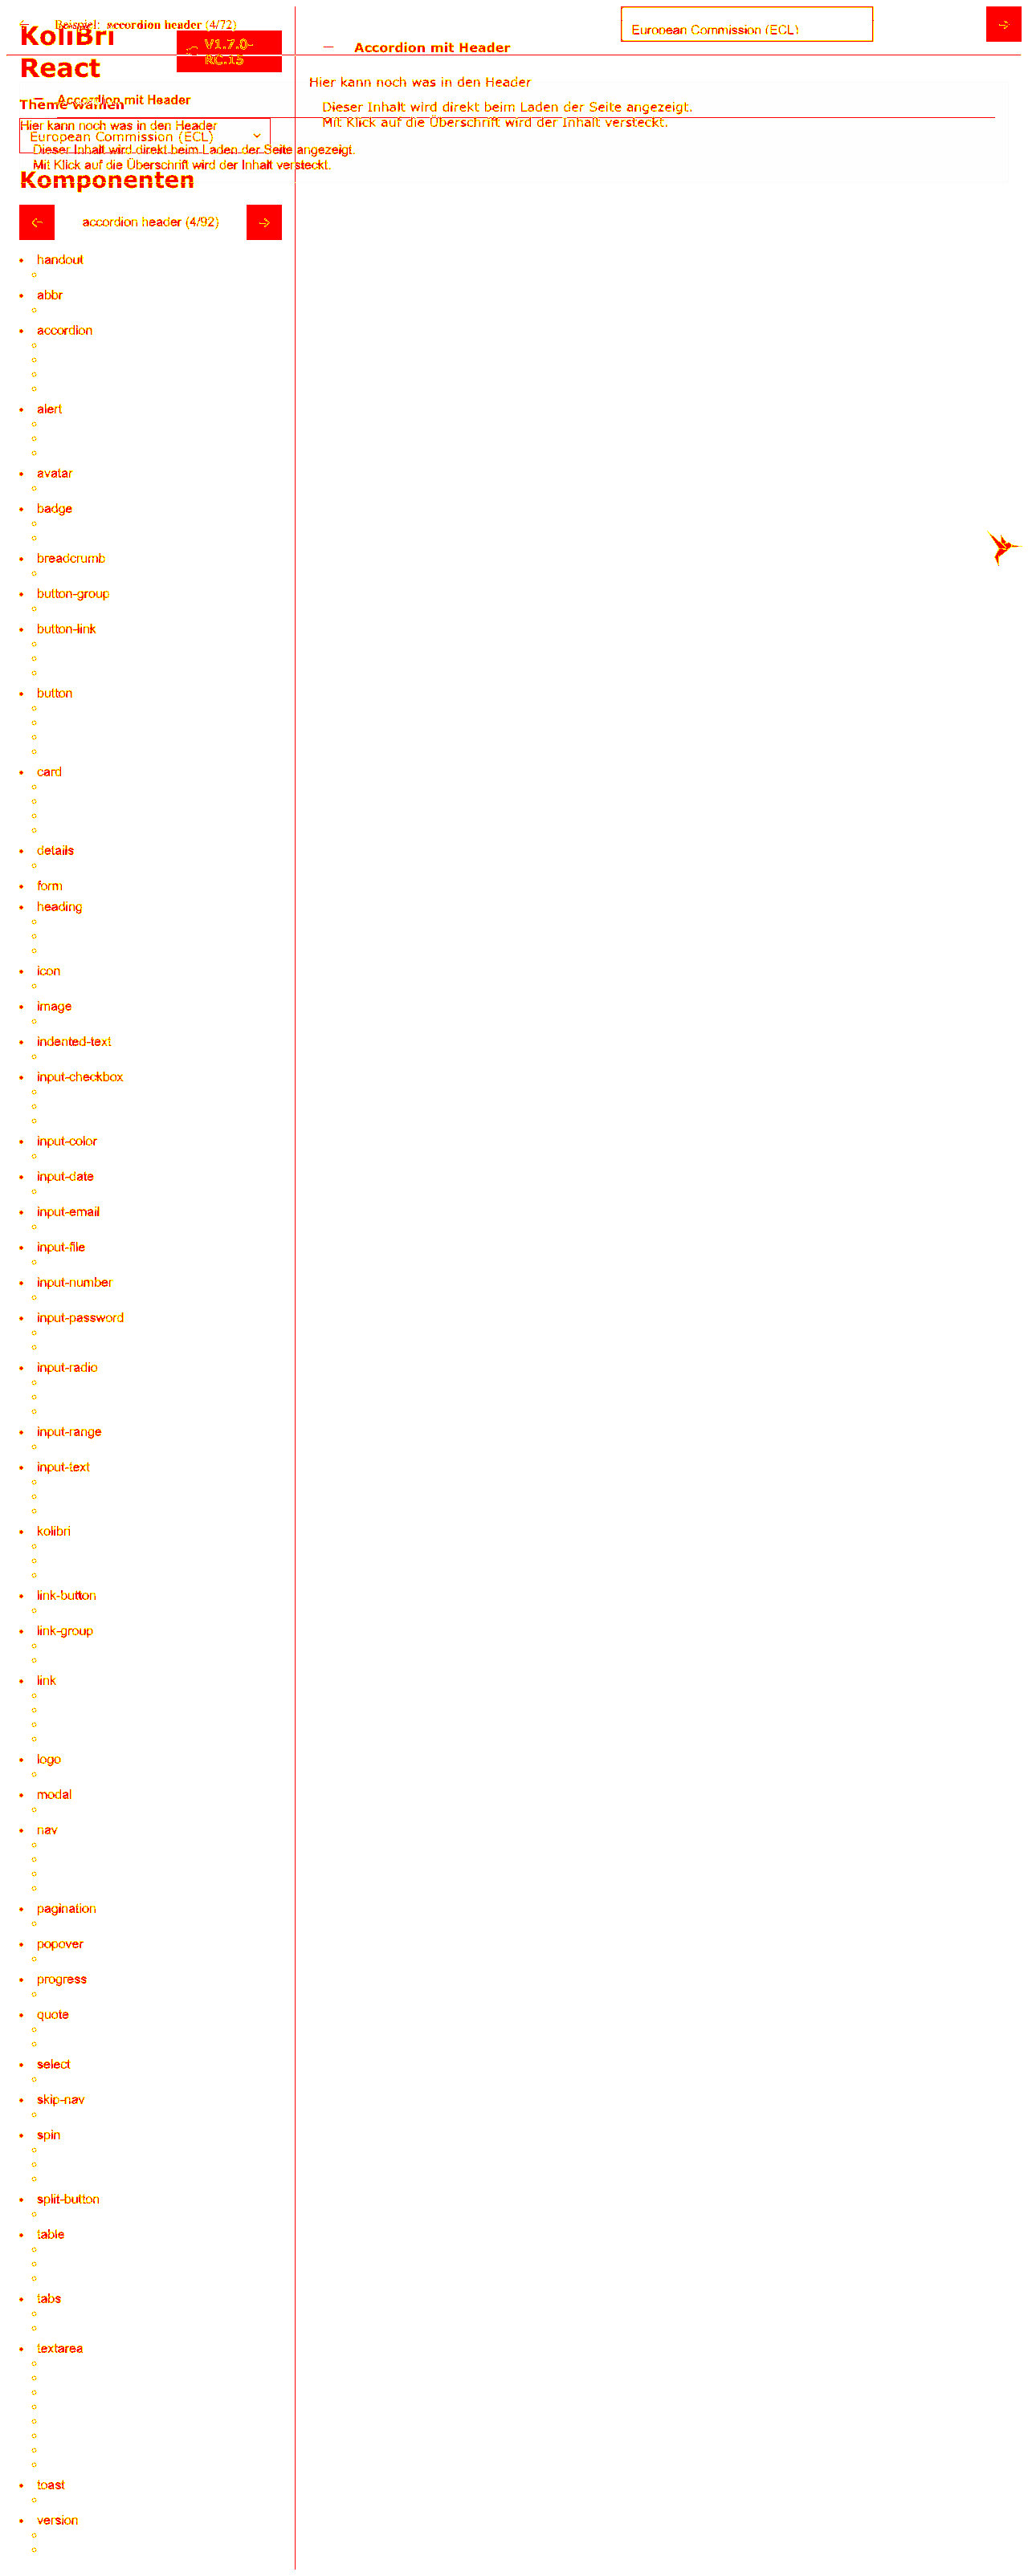 Beispiel: accordion header (4/72)
European Commission (ECL)
KoliBri
React
V1.7.0-
RC.15
Accordion mit Header
Hier kann noch was in den Header
Dieser Inhalt wird direkt beim Laden der Seite angezeigt.
Mit Klick auf die Überschrift wird der Inhalt versteckt.
Theme wählen
Accordion mit Header
Hier kann noch was in den Header
European Commission (ECL)
Dieser Inhalt wird direkt beim Laden der Seite angezeigt.
Mit Klick auf die Überschrift wird der Inhalt versteckt.
Komponenten
accordion header (4/92)
handout
abbr
accordion
alert
avatar
badge
breadcrumb
button-group
button-link
button
card
details
form
heading
icon
image
indented-text
input-checkbox
input-color
input-date
input-email
input-file
input-number
input-password
input-radio
input-range
input-text
kolibri
link-button
link-group
link
logo
modal
nav
pagination
popover
progress
quote
select
skip-nav
spin
split-button
table
tabs
textarea
toast
version